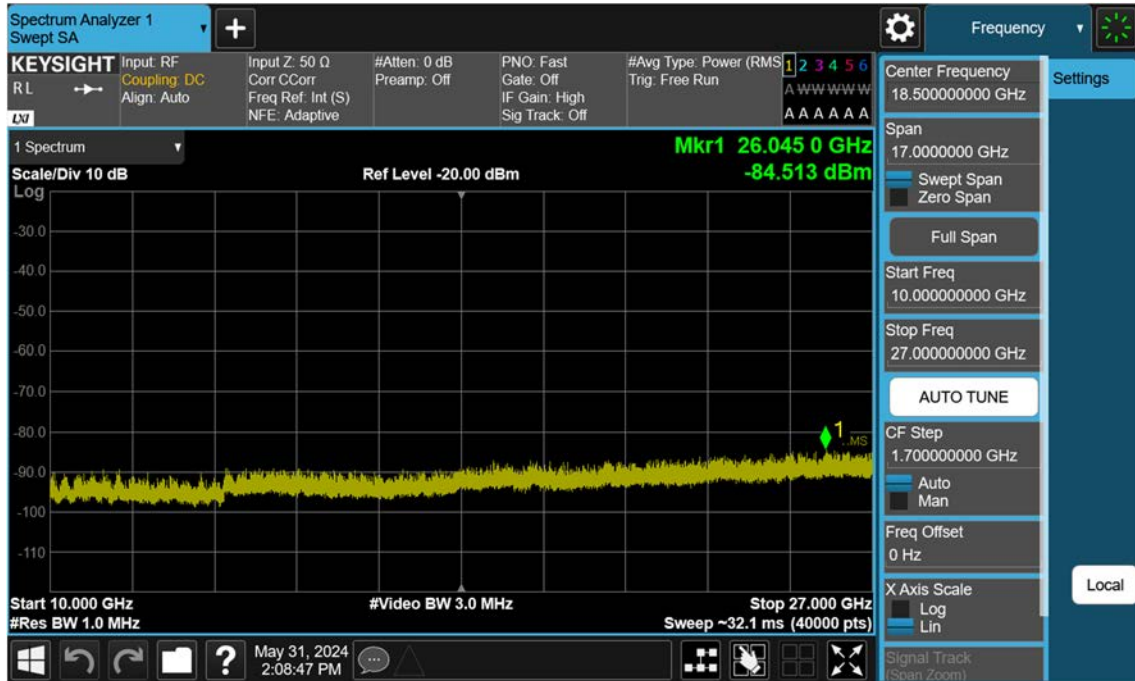 Spectrum Analyzer 1
Swept SA
Frequency
KEYSIGHT
R L
LXI
Input: RF
Coupling: DC
Align: Auto
Input Z: 50 Ω
Corr CCorr
Freq Ref: Int (S)
NFE: Adaptive
#Atten: 0 dB
Preamp: Off
PNO: Fast
Gate: Off
IF Gain: High
Sig Track: Off
#Avg Type: Power (RMS
Trig: Free Run
1 2 3 4 5 6
A W W W W W
A A A A A A
Center Frequency
18.500000000 GHz
Settings
1 Spectrum
Mkr1 26.045 0 GHz
Scale/Div 10 dB
Ref Level -20.00 dBm
-84.513 dBm
Log
-30.0
-40.0
-50.0
-60.0
-70.0
-80.0
-90.0
-100
-110
1
Span
17.0000000 GHz
Swept Span
Zero Span
Full Span
Start Freq
10.000000000 GHz
Stop Freq
27.000000000 GHz
AUTO TUNE
CF Step
1.700000000 GHz
Auto
Man
Freq Offset
0 Hz
X Axis Scale
Log
Lin
Signal Track
(Span Zoom)
Local
Start 10.000 GHz
#Video BW 3.0 MHz
Stop 27.000 GHz
#Res BW 1.0 MHz
Sweep ~32.1 ms (40000 pts)
?
May 31, 2024
2:08:47 PM